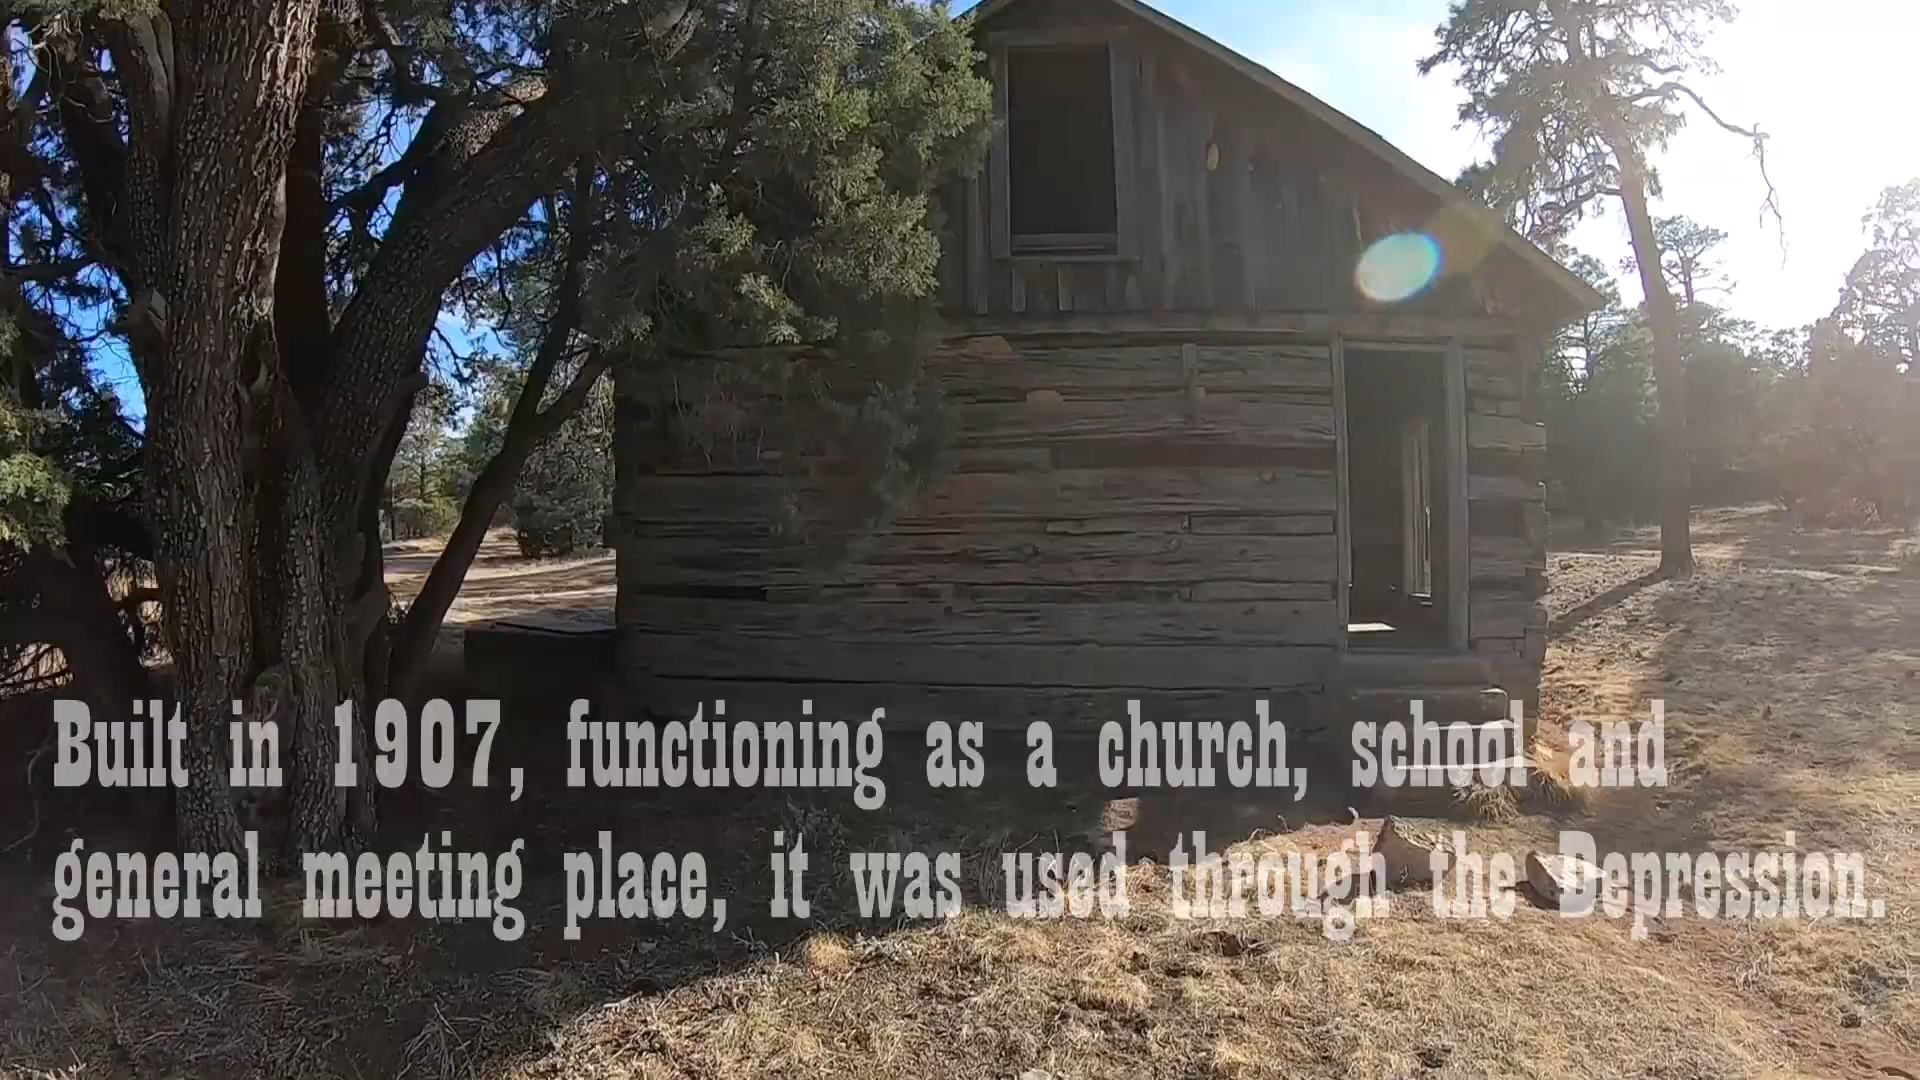 Built in 1907, functioning as a church, school and
general meeting place, it was used through the Depression.